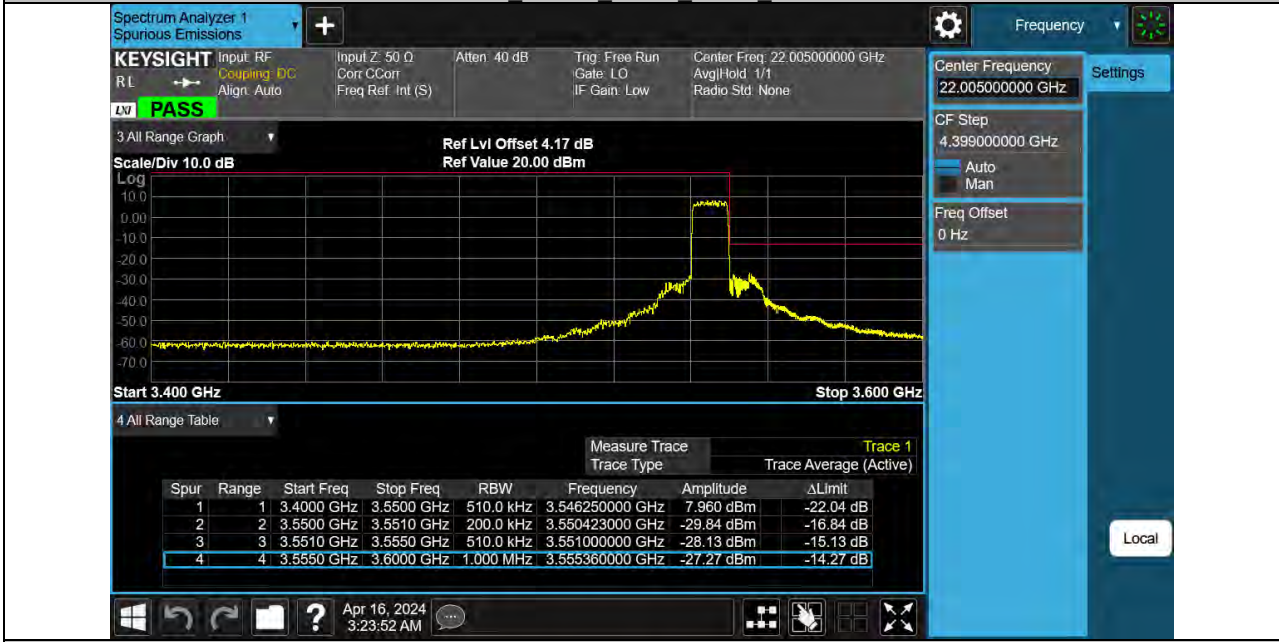 Spectrum Analyzer 1
Spurious Emissions
Frequency
KEYSIGHT Input: RF Input Z: 50 Ω Atten: 40 dB Trig: Free Run Center Freq: 22.005000000 GHz
RL Coupling: DC Corr CCorr Gate: LO Avg|Hold: 1/1
Align: Auto Freq Ref: Int (S) IF Gain: Low Radio Std: None
LXI PASS
Center Frequency
22.005000000 GHz
Settings
CF Step
4.399000000 GHz
Auto
Man
Freq Offset
0 Hz
3 All Range Graph
Ref Lvl Offset 4.17 dB
Scale/Div 10.0 dB Ref Value 20.00 dBm
Log
10.0
0.00
-10.0
-20.0
-30.0
-40.0
-50.0
-60.0
-70.0
Start 3.400 GHz Stop 3.600 GHz
4 All Range Table
Measure Trace Trace 1
Trace Type Trace Average (Active)
Spur Range Start Freq Stop Freq RBW Frequency Amplitude ΔLimit
1 1 3.4000 GHz 3.5500 GHz 510.0 kHz 3.546250000 GHz 7.960 dBm -22.04 dB
2 2 3.5500 GHz 3.5510 GHz 200.0 kHz 3.550423000 GHz -29.84 dBm -16.84 dB
3 3 3.5510 GHz 3.5550 GHz 510.0 kHz 3.551000000 GHz -28.13 dBm -15.13 dB
4 4 3.5550 GHz 3.6000 GHz 1.000 MHz 3.555360000 GHz -27.27 dBm -14.27 dB
Local
Apr 16, 2024
3:23:52 AM